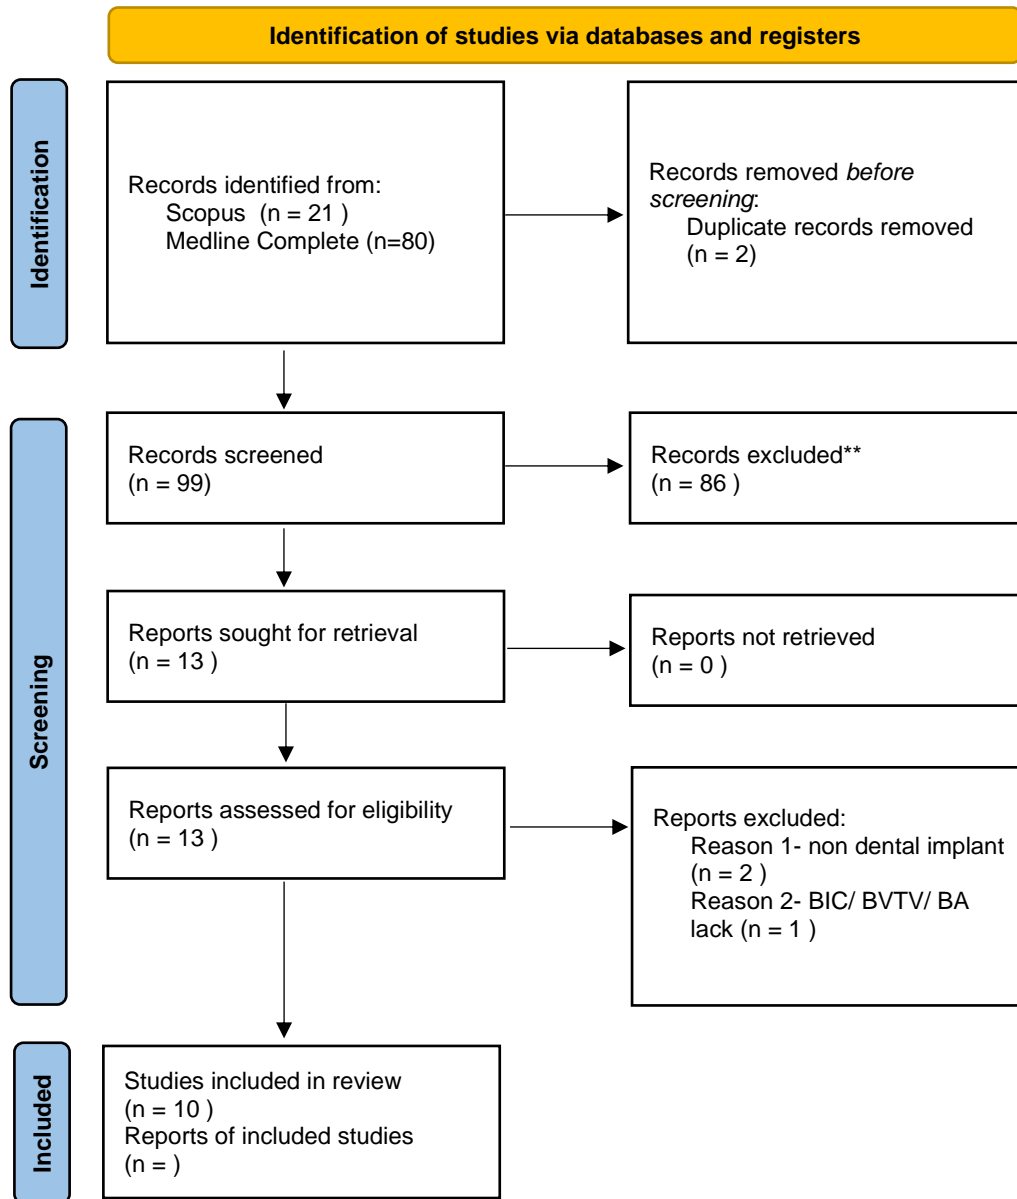 Identification of studies via databases and registers
Identification
Records identified from:
Scopus (n = 21 )
Medline Complete (n=80)
Records removed before
screening:
Duplicate records removed
(n = 2)
Screening
Records screened
(n = 99)
Records excluded**
(n = 86 )
Reports sought for retrieval
(n = 13 )
Reports not retrieved
(n = 0 )
Reports assessed for eligibility
(n = 13 )
Reports excluded:
Reason 1- non dental implant
(n = 2 )
Reason 2- BIC/ BVTV/ BA
lack (n = 1 )
Included
Studies included in review
(n = 10 )
Reports of included studies
(n = )